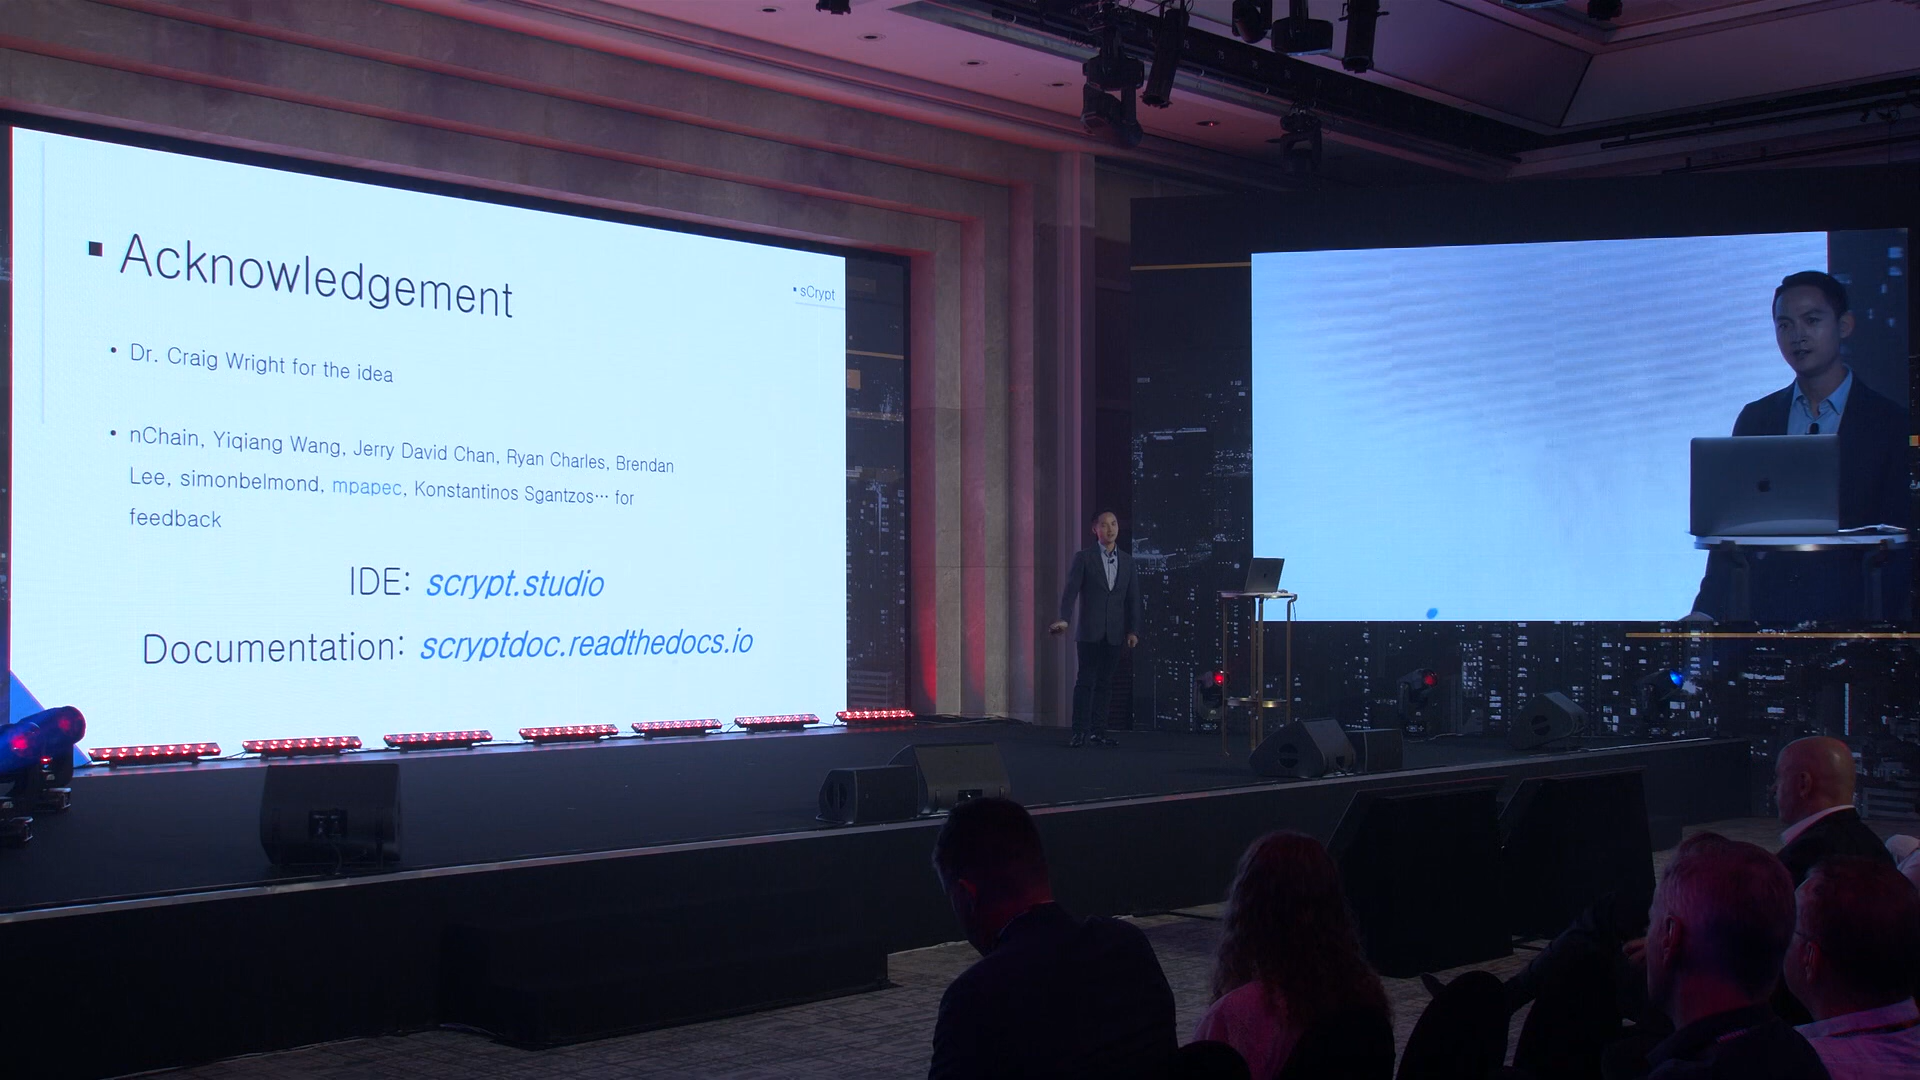 ▪ Acknowledgement
▪ sCrypt
• Dr. Craig Wright for the idea
• nChain, Yiqiang Wang, Jerry David Chan, Ryan Charles, Brendan
Lee, simonbelmond, mpapec, Konstantinos Sgantzos… for
feedback
IDE: scrypt.studio
Documentation: scryptdoc.readthedocs.io